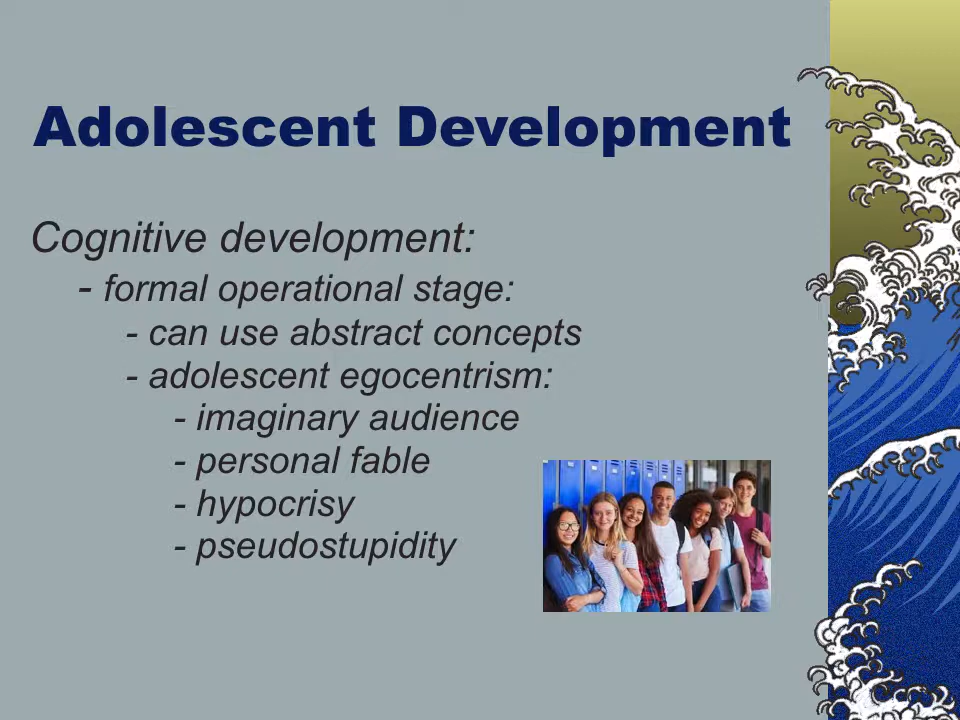 Adolescent Development
Cognitive development:
- formal operational stage:
- can use abstract concepts
- adolescent egocentrism:
- imaginary audience
- personal fable
- hypocrisy
- pseudostupidity